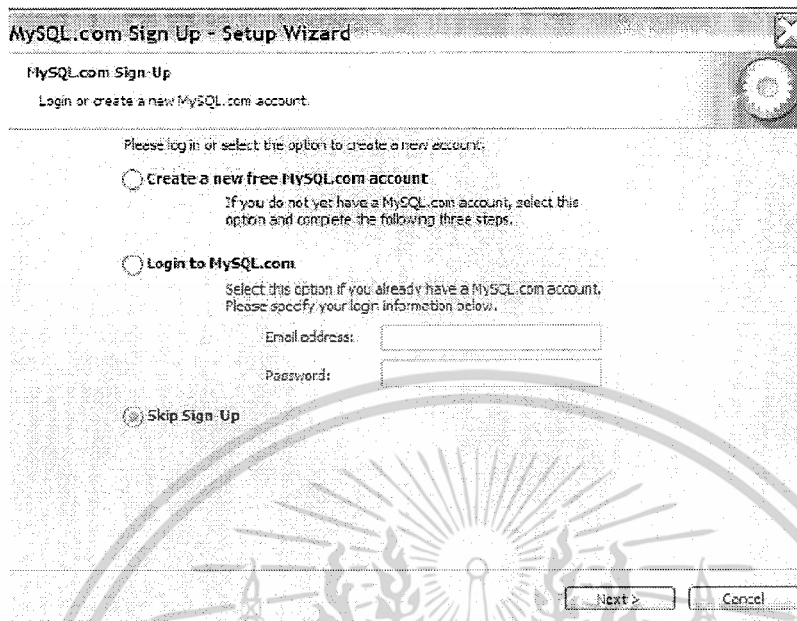 MySQL.com Sign Up - Setup Wizard
MySQL.com Sign-Up
Login or create a new MySQL.com account.
Please log in or select the option to create a new account.
Create a new free MySQL.com account
If you do not yet have a MySQL.com account, select this
option and complete the following three steps.
Login to MySQL.com
Select this option if you already have a MySQL.com account.
Please specify your login information below.
Email address:
Password:
Skip Sign-Up
Next >
Cancel